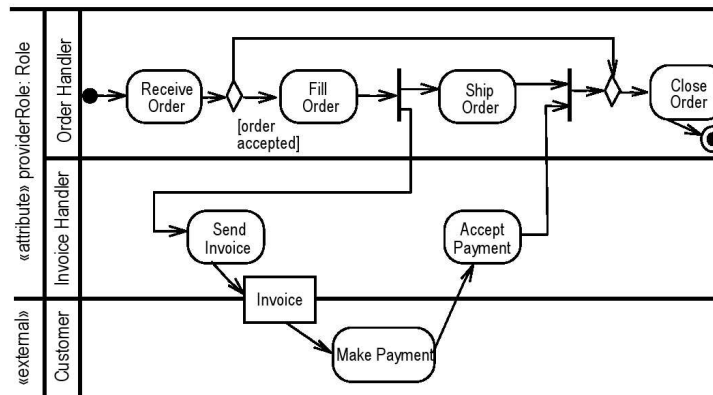 «attribute» providerRole: Role
Order Handler
Receive
Order
[order
accepted]
Fill
Order
Ship
Order
Close
Order
Invoice Handler
Send
Invoice
Accept
Payment
Invoice
«external»
Customer
Make Payment